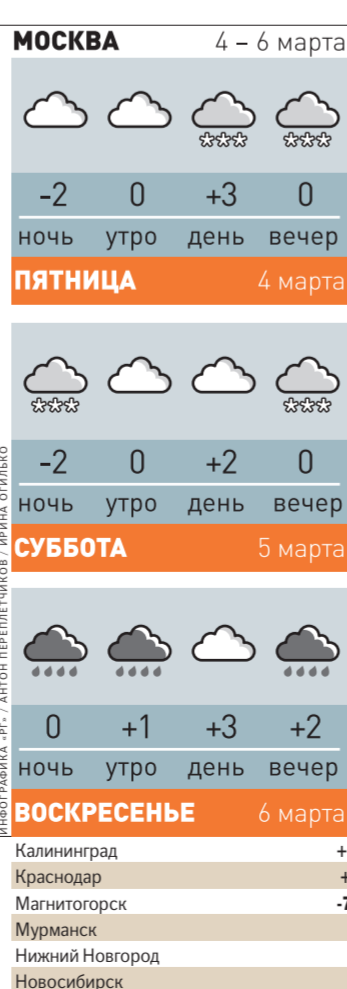 МОСКВА 4 – 6 марта
-2 0 +3 0
ночь утро день вечер
ПЯТНИЦА 4 марта
-2 0 +2 0
ночь утро день вечер
СУББОТА 5 марта
0 +1 +3 +2
ночь утро день вечер
ВОСКРЕСЕНЬЕ 6 марта
ИНФОГРАФИКА «РГ» / АНТОН ПЕРЕПЛЕТЧИКОВ / ИРИНА ОГИЛЬКО
Калининград +
Краснодар +
Магнитогорск -7
Мурманск
Нижний Новгород
Новосибирск